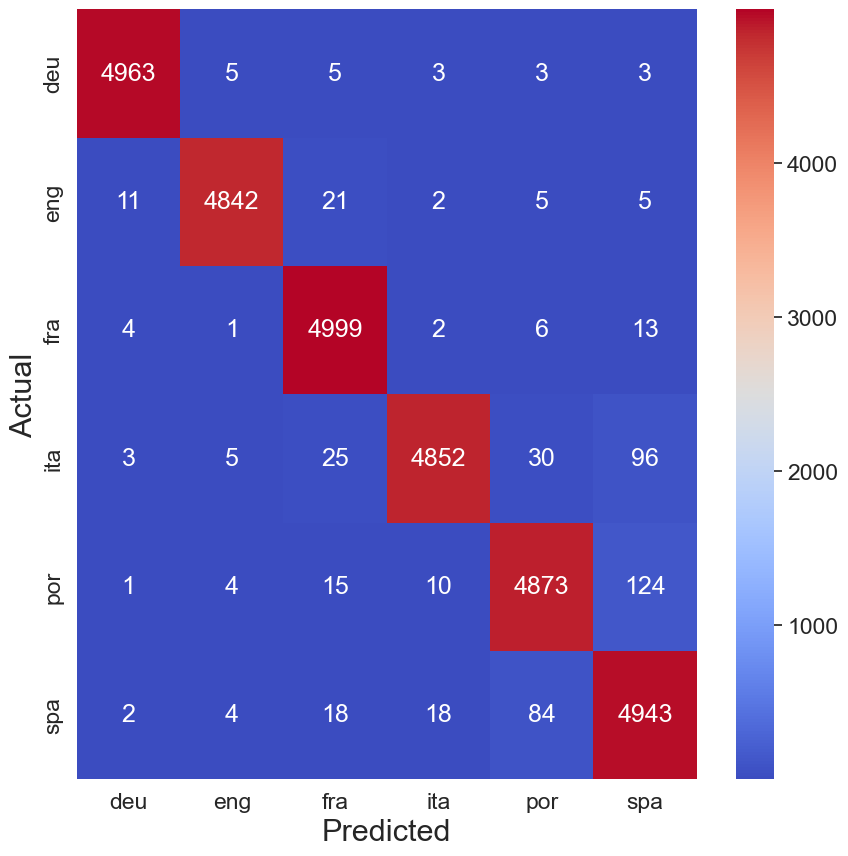 deu 4963 5 5 3 3 3
eng 11 4842 21 2 5 5
fra 4 1 4999 2 6 13
ita 3 5 25 4852 30 96
por 1 4 15 10 4873 124
spa 2 4 18 18 84 4943
deu eng fra ita por spa
Predicted
Actual
4000
3000
2000
1000